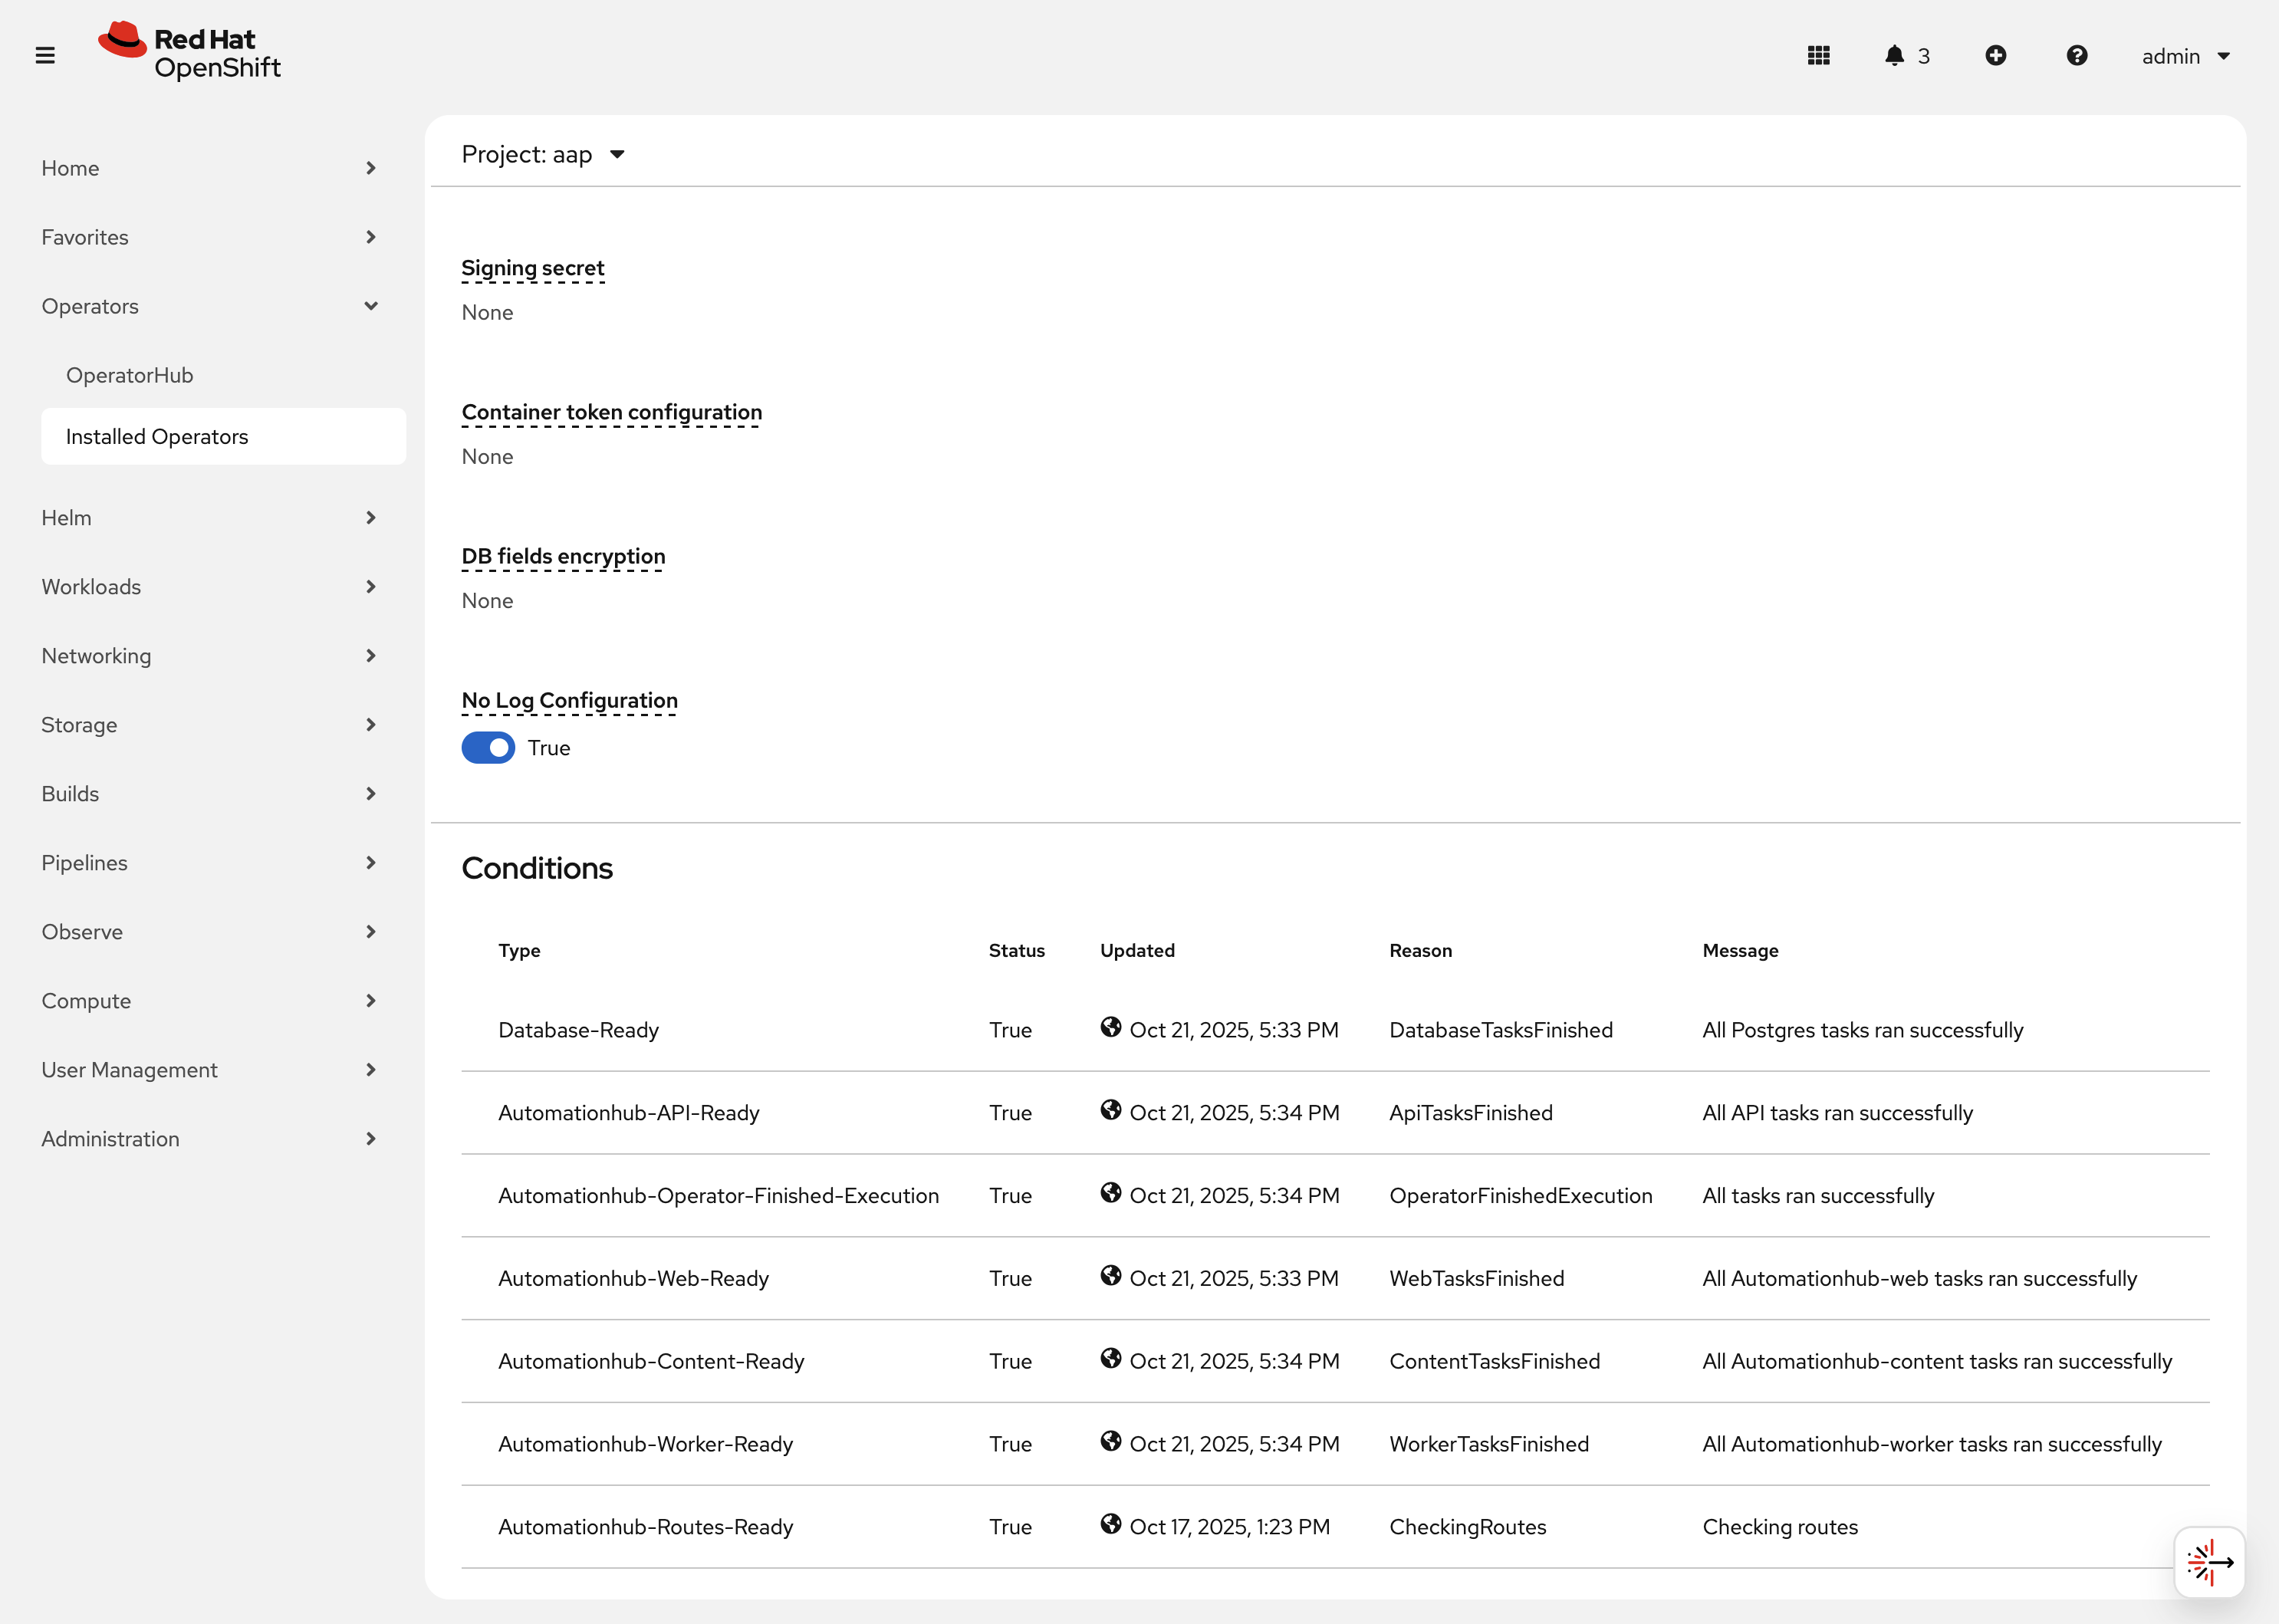 Red Hat
OpenShift
3
admin
Home
Favorites
Operators
OperatorHub
Installed Operators
Helm
Workloads
Networking
Storage
Builds
Pipelines
Observe
Compute
User Management
Administration
Project: aap
Signing secret
None
Container token configuration
None
DB fields encryption
None
No Log Configuration
True
Conditions
Type Status Updated Reason Message
Database-Ready True Oct 21, 2025, 5:33 PM DatabaseTasksFinished All Postgres tasks ran successfully
Automationhub-API-Ready True Oct 21, 2025, 5:34 PM ApiTasksFinished All API tasks ran successfully
Automationhub-Operator-Finished-Execution True Oct 21, 2025, 5:34 PM OperatorFinishedExecution All tasks ran successfully
Automationhub-Web-Ready True Oct 21, 2025, 5:33 PM WebTasksFinished All Automationhub-web tasks ran successfully
Automationhub-Content-Ready True Oct 21, 2025, 5:34 PM ContentTasksFinished All Automationhub-content tasks ran successfully
Automationhub-Worker-Ready True Oct 21, 2025, 5:34 PM WorkerTasksFinished All Automationhub-worker tasks ran successfully
Automationhub-Routes-Ready True Oct 17, 2025, 1:23 PM CheckingRoutes Checking routes